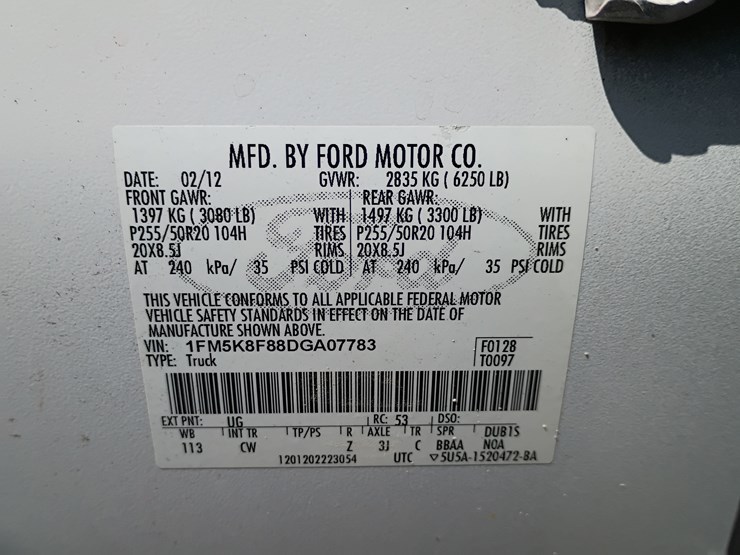 MFD. BY FORD MOTOR CO.
DATE: 02/12 GVWR: 2835 KG ( 6250 LB)
FRONT GAWR: REAR GAWR:
1397 KG ( 3080 LB) WITH 1497 KG ( 3300 LB) WITH
P255/50R20 104H TIRES P255/50R20 104H TIRES
20X8.5J RIMS 20X8.5J RIMS
AT 240 kPa/ 35 PSI COLD AT 240 kPa/ 35 PSI COLD
Ford
THIS VEHICLE CONFORMS TO ALL APPLICABLE FEDERAL MOTOR
VEHICLE SAFETY STANDARDS IN EFFECT ON THE DATE OF
MANUFACTURE SHOWN ABOVE.
VIN: 1FM5K8F88DGA07783 F0128
TYPE: Truck T0097
EXT PNT: UG RC: 53 DSO:
WB INT TR TP/PS R AXLE TR SPR DUB1S
113 CW Z 3J C BBAA NOA
1201202223054 UTC ▽5U5A-1520472-BA